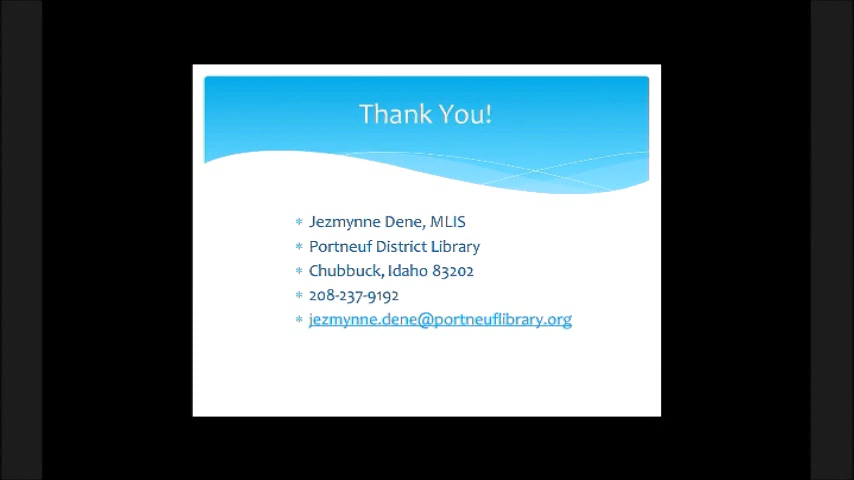 Thank You!
Jezmynne Dene, MLIS
Portneuf District Library
Chubbuck, Idaho 83202
208-237-9192
jezmynne.dene@portneuflibrary.org